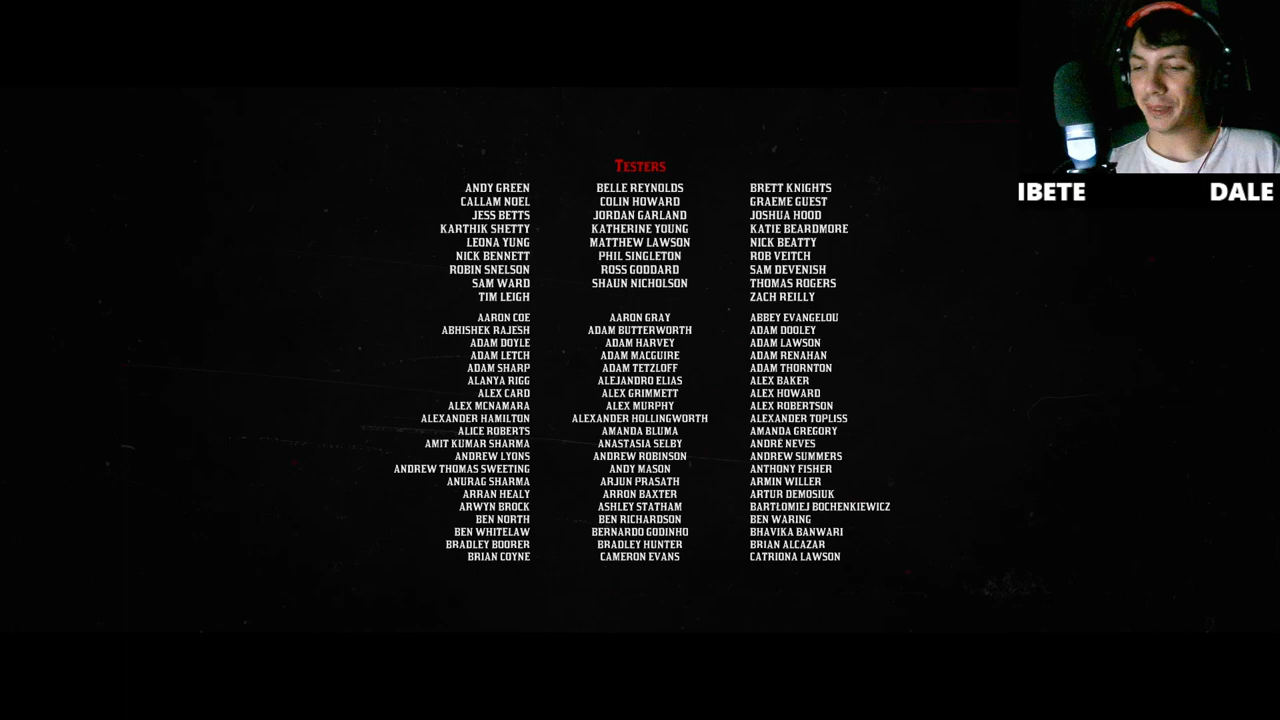 TESTERS
ANDY GREEN BELLE REYNOLDS BRETT KNIGHTS
CALLAM NOEL COLIN HOWARD GRAEME GUEST
JESS BETTS JORDAN GARLAND JOSHUA HOOD
KARTHIK SHETTY KATHERINE YOUNG KATIE BEARDMORE
LEONA YUNG MATTHEW LAWSON NICK BEATTY
NICK BENNETT PHIL SINGLETON ROB VEITCH
ROBIN SNELSON ROSS GODDARD SAM DEVENISH
SAM WARD SHAUN NICHOLSON THOMAS ROGERS
TIM LEIGH ZACH REILLY
AARON COE AARON GRAY ABBEY EVANGELOU
ABHISHEK RAJESH ADAM BUTTERWORTH ADAM DOOLEY
ADAM DOYLE ADAM HARVEY ADAM LAWSON
ADAM LETCH ADAM MACGUIRE ADAM RENAHAN
ADAM SHARP ADAM TETZLOFF ADAM THORNTON
ALANYA RIGG ALEJANDRO ELIAS ALEX BAKER
ALEX CARD ALEX GRIMMETT ALEX HOWARD
ALEX MCNAMARA ALEX MURPHY ALEX ROBERTSON
ALEXANDER HAMILTON ALEXANDER HOLLINGWORTH ALEXANDER TOPLISS
ALICE ROBERTS AMANDA BLUMA AMANDA GREGORY
AMIT KUMAR SHARMA ANASTASIA SELBY ANDRÉ NEVES
ANDREW LYONS ANDREW ROBINSON ANDREW SUMMERS
ANDREW THOMAS SWEETING ANDY MASON ANTHONY FISHER
ANURAG SHARMA ARJUN PRASATH ARMIN WILLER
ARRAN HEALY ARRON BAXTER ARTUR DEMOSIUK
ARWYN BROCK ASHLEY STATHAM BARTŁOMIEJ BOCHENKIEWICZ
BEN NORTH BEN RICHARDSON BEN WARING
BEN WHITELAW BERNARDO GODINHO BHAVIKA BANWARI
BRADLEY BOORER BRADLEY HUNTER BRIAN ALCAZAR
BRIAN COYNE CAMERON EVANS CATRIONA LAWSON
IBETE DALE